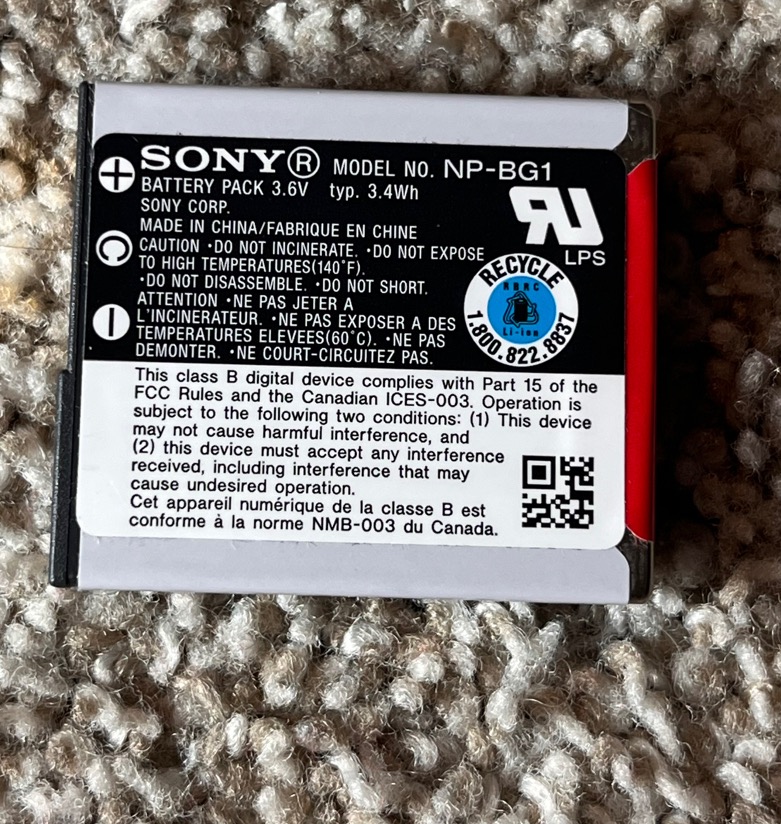 SONY® MODEL NO. NP-BG1
BATTERY PACK 3.6V typ. 3.4Wh
SONY CORP.
MADE IN CHINA/FABRIQUE EN CHINE
CAUTION •DO NOT INCINERATE. •DO NOT EXPOSE
TO HIGH TEMPERATURES(140°F).
•DO NOT DISASSEMBLE. •DO NOT SHORT.
ATTENTION •NE PAS JETER A
L'INCINERATEUR. •NE PAS EXPOSER A DES
TEMPERATURES ELEVEES(60°C). •NE PAS
DEMONTER. •NE COURT-CIRCUITEZ PAS.
+
C
−
RU
LPS
RECYCLE
RBRC
Li-ion
1.800.822.8837
This class B digital device complies with Part 15 of the
FCC Rules and the Canadian ICES-003. Operation is
subject to the following two conditions: (1) This device
may not cause harmful interference, and
(2) this device must accept any interference
received, including interference that may
cause undesired operation.
Cet appareil numérique de la classe B est
conforme à la norme NMB-003 du Canada.